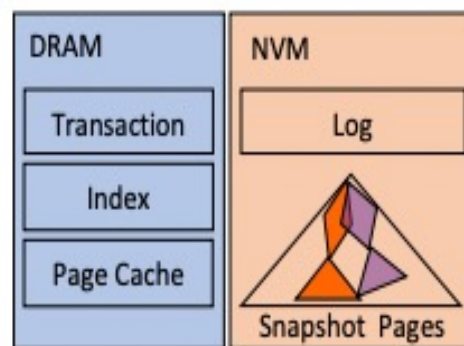 DRAM
Transaction
Index
Page Cache
NVM
Log
Snapshot Pages